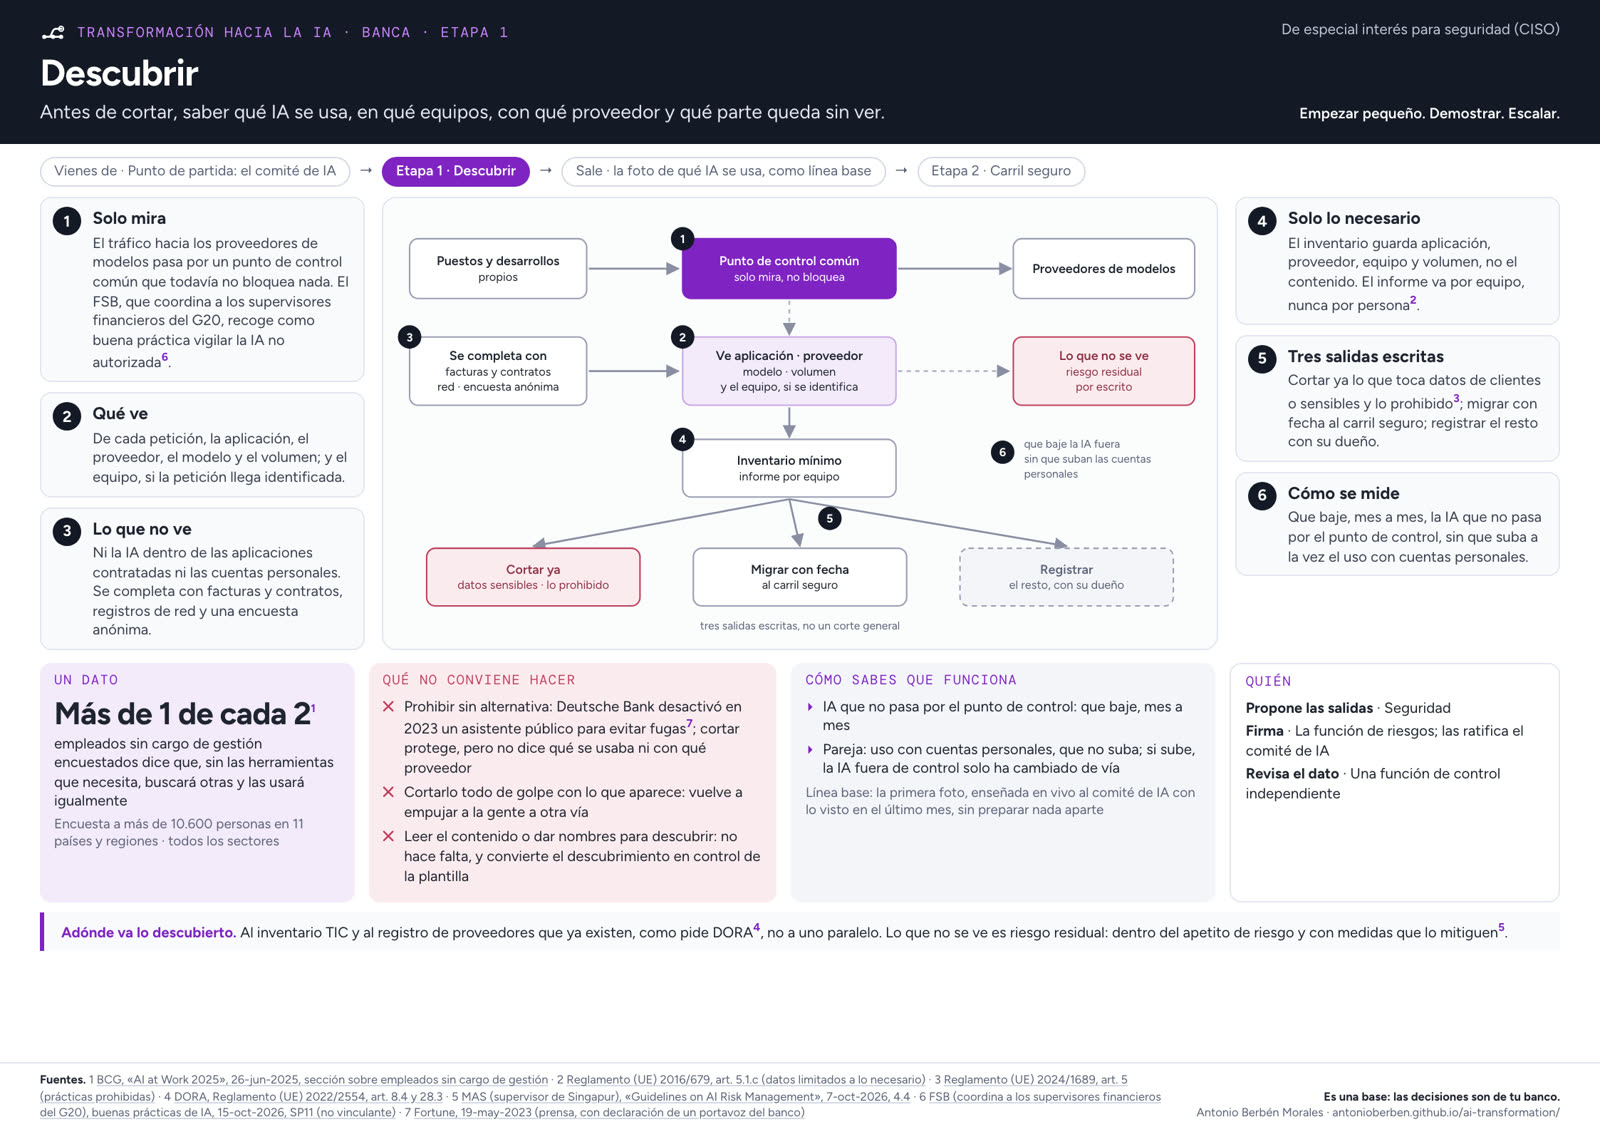 TRANSFORMACIÓN HACIA LA IA · BANCA · ETAPA 1
De especial interés para seguridad (CISO)
Descubrir
Antes de cortar, saber qué IA se usa, en qué equipos, con qué proveedor y qué parte queda sin ver.
Empezar pequeño. Demostrar. Escalar.
Vienes de · Punto de partida: el comité de IA → Etapa 1 · Descubrir → Sale · la foto de qué IA se usa, como línea base → Etapa 2 · Carril seguro
1 Solo mira
El tráfico hacia los proveedores de
modelos pasa por un punto de control
común que todavía no bloquea nada. El
FSB, que coordina a los supervisores
financieros del G20, recoge como
buena práctica vigilar la IA no
autorizada6.
2 Qué ve
De cada petición, la aplicación, el
proveedor, el modelo y el volumen; y el
equipo, si la petición llega identificada.
3 Lo que no ve
Ni la IA dentro de las aplicaciones
contratadas ni las cuentas personales.
Se completa con facturas y contratos,
registros de red y una encuesta
anónima.
Puestos y desarrollos
propios
1
Punto de control común
solo mira, no bloquea
Proveedores de modelos
3
Se completa con
facturas y contratos
red · encuesta anónima
2
Ve aplicación · proveedor
modelo · volumen
y el equipo, si se identifica
Lo que no se ve
riesgo residual
por escrito
4
Inventario mínimo
informe por equipo
6
que baje la IA fuera
sin que suban las cuentas
personales
5
Cortar ya
datos sensibles · lo prohibido
Migrar con fecha
al carril seguro
Registrar
el resto, con su dueño
tres salidas escritas, no un corte general
4 Solo lo necesario
El inventario guarda aplicación,
proveedor, equipo y volumen, no el
contenido. El informe va por equipo,
nunca por persona2.
5 Tres salidas escritas
Cortar ya lo que toca datos de clientes
o sensibles y lo prohibido3; migrar con
fecha al carril seguro; registrar el resto
con su dueño.
6 Cómo se mide
Que baje, mes a mes, la IA que no pasa
por el punto de control, sin que suba a
la vez el uso con cuentas personales.
UN DATO
Más de 1 de cada 21
empleados sin cargo de gestión
encuestados dice que, sin las herramientas
que necesita, buscará otras y las usará
igualmente
Encuesta a más de 10.600 personas en 11
países y regiones · todos los sectores
QUÉ NO CONVIENE HACER
Prohibir sin alternativa: Deutsche Bank desactivó en
2023 un asistente público para evitar fugas7; cortar
protege, pero no dice qué se usaba ni con qué
proveedor
Cortarlo todo de golpe con lo que aparece: vuelve a
empujar a la gente a otra vía
Leer el contenido o dar nombres para descubrir: no
hace falta, y convierte el descubrimiento en control de
la plantilla
CÓMO SABES QUE FUNCIONA
IA que no pasa por el punto de control: que baje, mes a
mes
Pareja: uso con cuentas personales, que no suba; si sube,
la IA fuera de control solo ha cambiado de vía
Línea base: la primera foto, enseñada en vivo al comité de IA con
lo visto en el último mes, sin preparar nada aparte
QUIÉN
Propone las salidas · Seguridad
Firma · La función de riesgos; las ratifica el
comité de IA
Revisa el dato · Una función de control
independiente
Adónde va lo descubierto. Al inventario TIC y al registro de proveedores que ya existen, como pide DORA4, no a uno paralelo. Lo que no se ve es riesgo residual: dentro del apetito de riesgo y con medidas que lo mitiguen5.
Fuentes. 1 BCG, «AI at Work 2025», 26-jun-2025, sección sobre empleados sin cargo de gestión · 2 Reglamento (UE) 2016/679, art. 5.1.c (datos limitados a lo necesario) · 3 Reglamento (UE) 2024/1689, art. 5
(prácticas prohibidas) · 4 DORA, Reglamento (UE) 2022/2554, art. 8.4 y 28.3 · 5 MAS (supervisor de Singapur), «Guidelines on AI Risk Management», 7-oct-2026, 4.4 · 6 FSB (coordina a los supervisores financieros
del G20), buenas prácticas de IA, 15-oct-2026, SP11 (no vinculante) · 7 Fortune, 19-may-2023 (prensa, con declaración de un portavoz del banco)
Es una base: las decisiones son de tu banco.
Antonio Berbén Morales · antonioberben.github.io/ai-transformation/